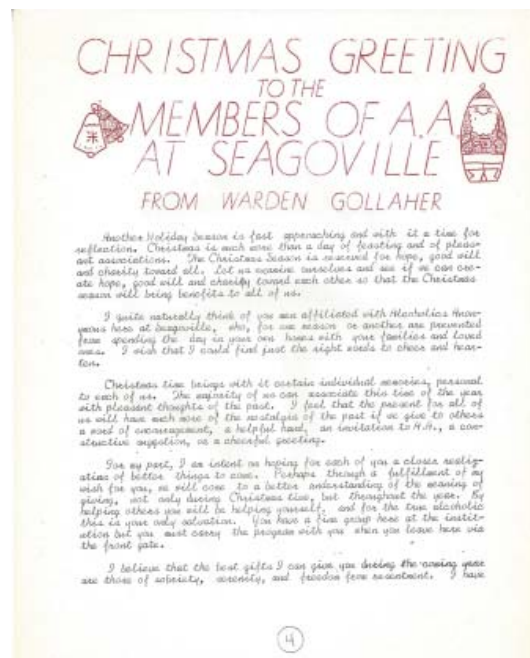 CHRISTMAS GREETING
TO THE
MEMBERS OF A.A.
AT SEAGOVILLE
FROM WARDEN GOLLAHER
Another Holiday Season is fast approaching and with it a time for
reflection. Christmas is much more than a day of feasting and of pleas-
ant associations. The Christmas Season is reserved for hope, good will
and charity toward all. Let us examine ourselves and see if we can cre-
ate hope, good will and charity toward each other so that the Christmas
season will bring benefits to all of us.
I quite naturally think of you men affiliated with Alcoholics Anon-
ymous here at Seagoville, who, for one reason or another are prevented
from spending the day in your own homes with your families and loved
ones. I wish that I could find just the right words to cheer and hear-
ten.
Christmas time brings with it certain individual memories, personal
to each of us. The majority of us can associate this time of the year
with pleasant thoughts of the past. I feel that the present for all of
us will have much more of the nostalgia of the past if we give to others
a word of encouragement, a helpful hand, an invitation to A.A., a con-
structive suggestion, or a cheerful greeting.
For my part, I am intent on hoping for each of you a closer realiz-
ation of better things to come. Perhaps through a fulfillment of my
wish for you, we will come to a better understanding of the meaning of
giving, not only during Christmas time, but throughout the year. By
helping others you will be helping yourself, and for the true alcoholic
this is your only salvation. You have a fine group here at the instit-
ution but you must carry the program with you when you leave here via
the front gate.
I believe that the best gifts I can give you during the coming year
are those of sobriety, serenity, and freedom from resentment. I have
4